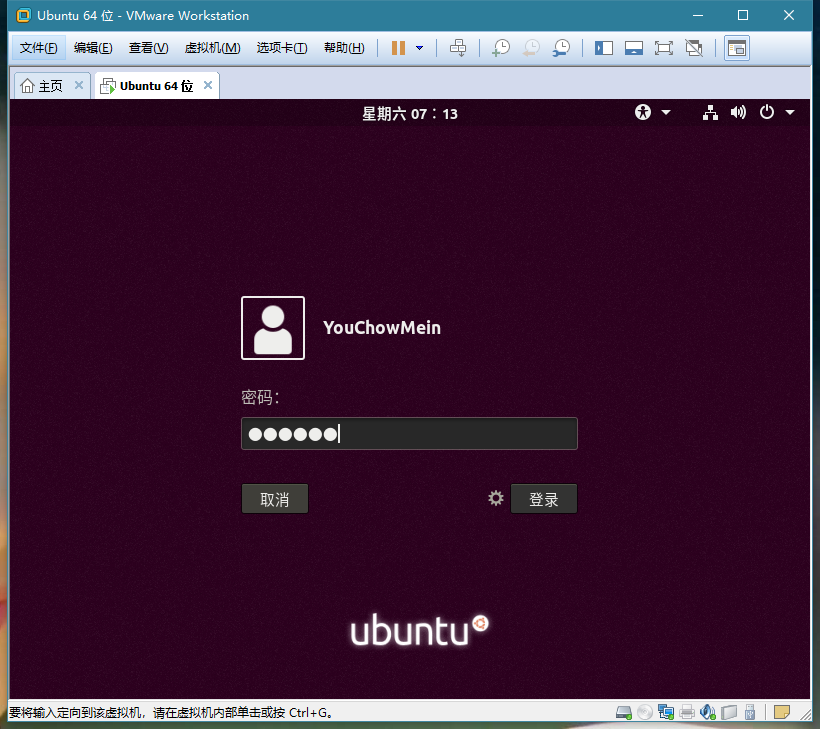 Ubuntu 64 位 - VMware Workstation
文件(F) 编辑(E) 查看(V) 虚拟机(M) 选项卡(T) 帮助(H)
主页 Ubuntu 64 位
星期六 07：13
YouChowMein
密码：
取消 登录
ubuntu
要将输入定向到该虚拟机，请在虚拟机内部单击或按 Ctrl+G。